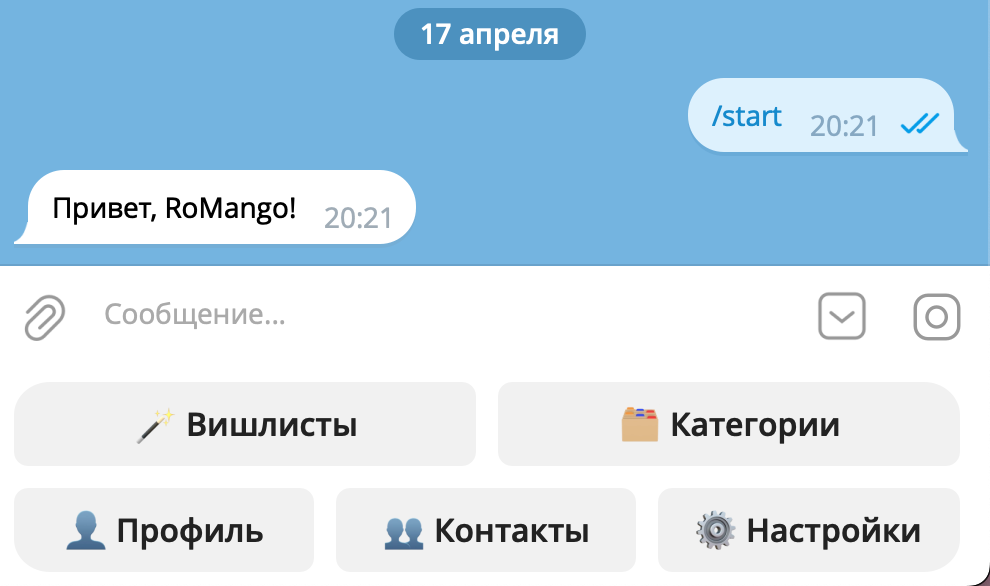 17 апреля
/start 20:21
Привет, RoMango! 20:21
Сообщение...
Вишлисты Категории
Профиль Контакты Настройки